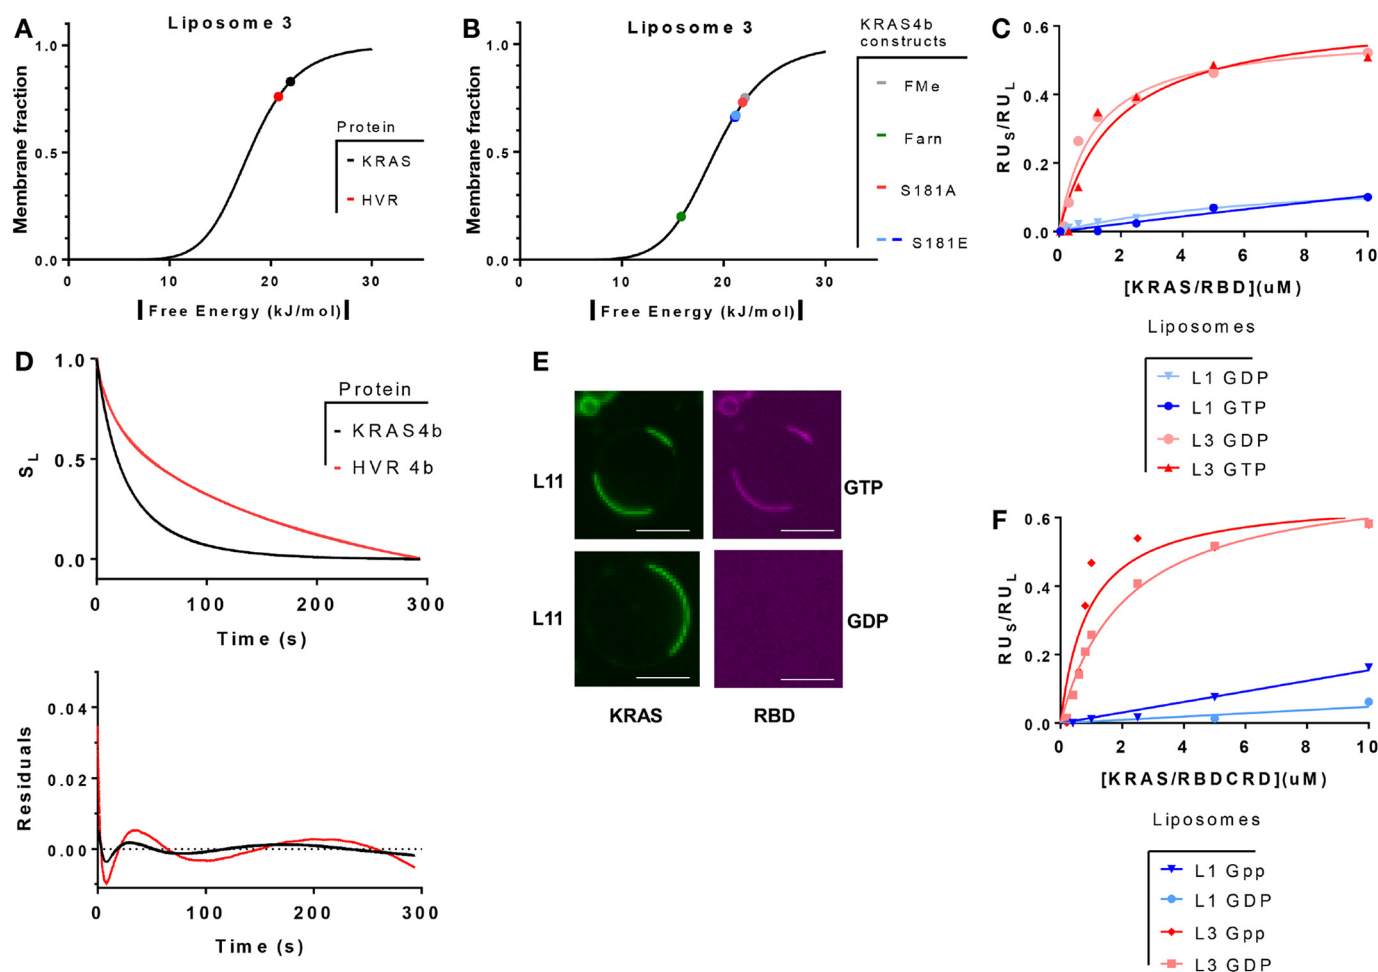 A
Liposome 3
Membrane fraction
1.0
0.5
0.0
0 10 20 30
|Free Energy (kJ/mol)|
Protein
KRAS
HVR
B
Liposome 3
Membrane fraction
1.0
0.5
0.0
0 10 20 30
|Free Energy (kJ/mol)|
KRAS4b
constructs
FMe
Farn
S181A
S181E
C
RUS/RUL
0.6
0.4
0.2
0.0
0 2 4 6 8 10
[KRAS/RBD](uM)
Liposomes
L1 GDP
L1 GTP
L3 GDP
L3 GTP
D
SL
1.0
0.5
0.0
0 100 200 300
Time (s)
Protein
KRAS4b
HVR 4b
Residuals
0.04
0.02
0.00
0 100 200 300
Time (s)
E
L11
GTP
L11
GDP
KRAS RBD
F
RUS/RUL
0.6
0.4
0.2
0.0
0 2 4 6 8 10
[KRAS/RBDCRD](uM)
Liposomes
L1 Gpp
L1 GDP
L3 Gpp
L3 GDP